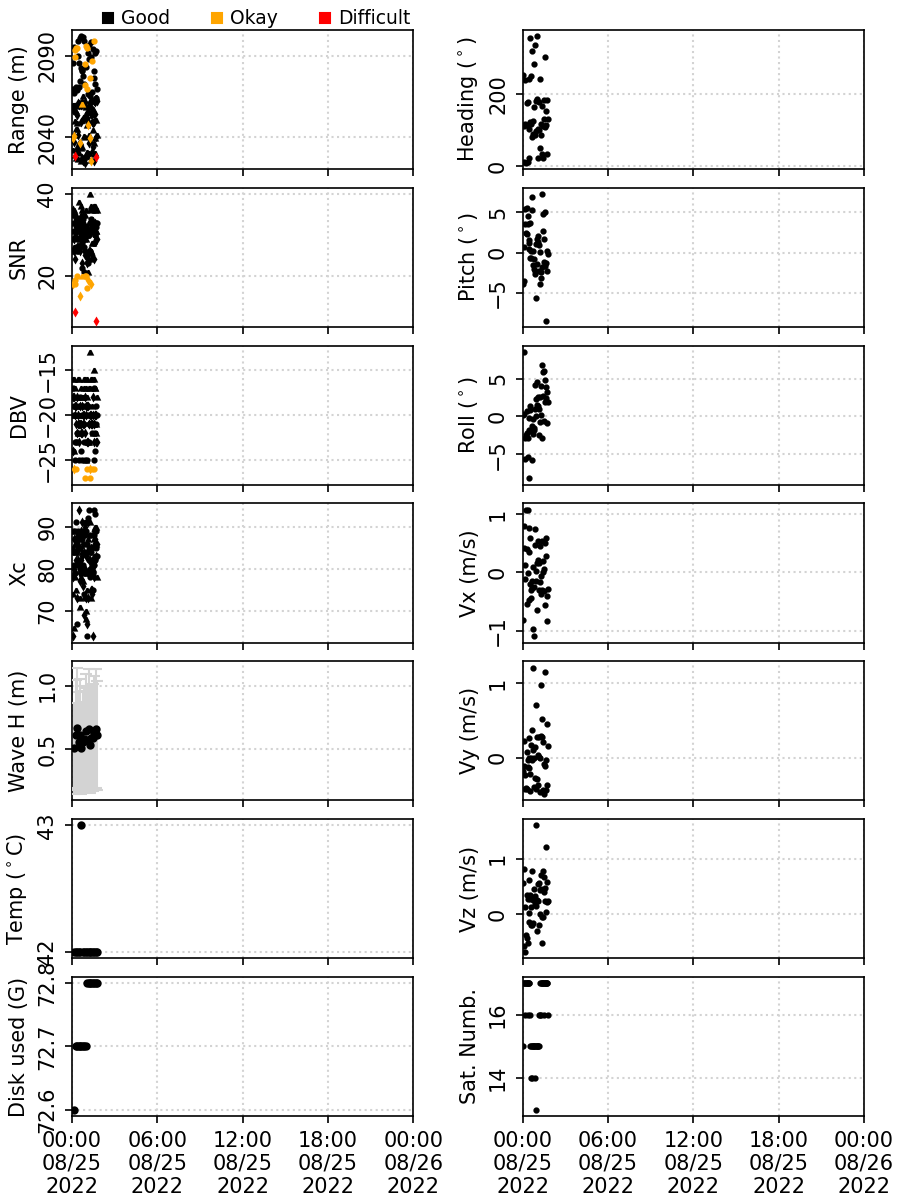 Good Okay Difficult
Range (m)
2090
2040
Heading (°)
200
0
SNR
40
20
Pitch (°)
5
0
−5
DBV
−15
−20
−25
Roll (°)
5
0
−5
Xc
90
80
70
Vx (m/s)
1
0
−1
Wave H (m)
1.0
0.5
Vy (m/s)
1
0
Temp (°C)
43
42
Vz (m/s)
1
0
Disk used (G)
72.8
72.7
72.6
Sat. Numb.
16
14
00:00 06:00 12:00 18:00 00:00
08/25 08/25 08/25 08/25 08/26
2022 2022 2022 2022 2022
00:00 06:00 12:00 18:00 00:00
08/25 08/25 08/25 08/25 08/26
2022 2022 2022 2022 2022